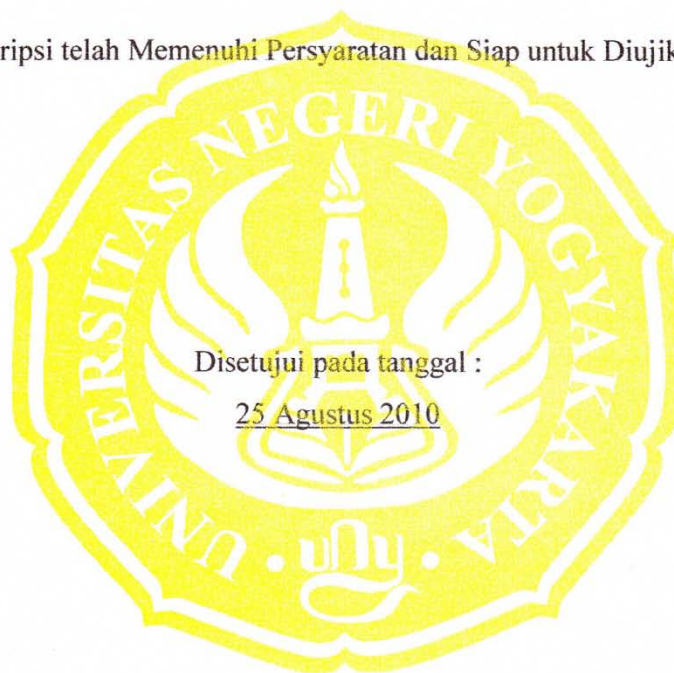 ripsi telah Memenuhi Persyaratan dan Siap untuk Diujik
UNIVERSITAS NEGERI YOGYAKARTA
Disetujui pada tanggal :
25 Agustus 2010
uny